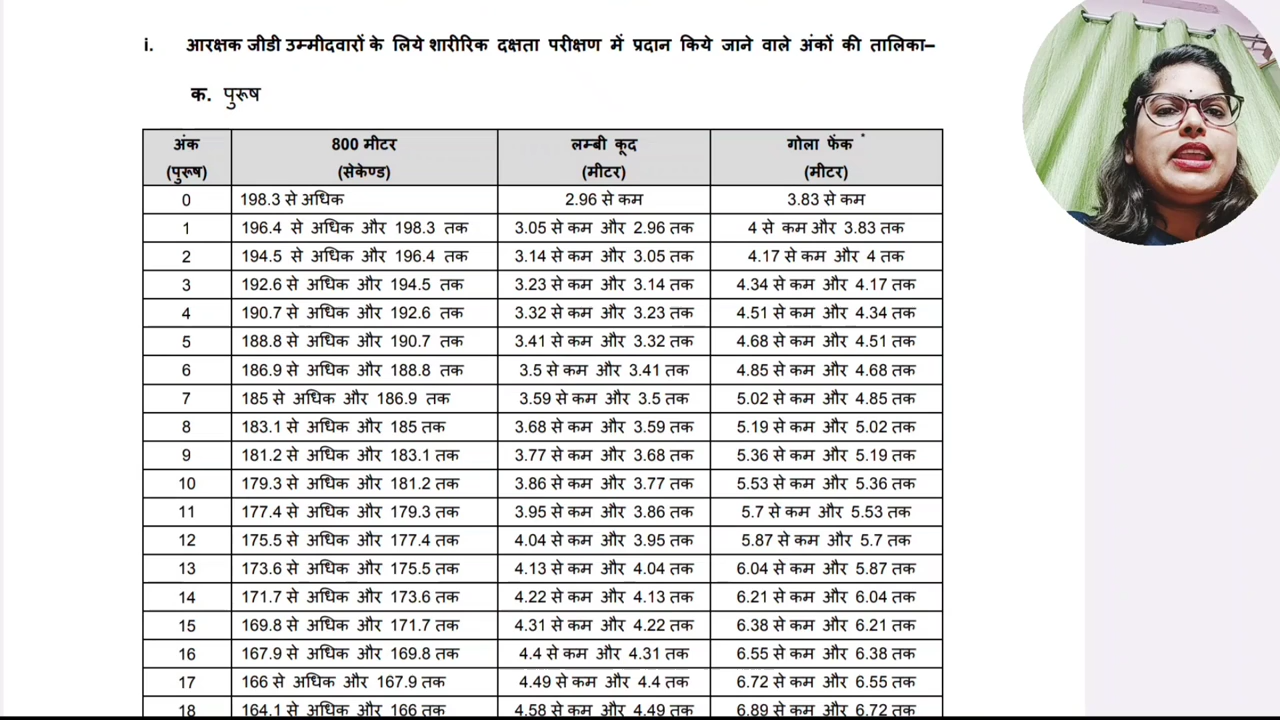 i. आरक्षक जीडी उम्मीदवारों के लिये शारीरिक दक्षता परीक्षण में प्रदान किये जाने वाले अंकों की तालिका–
क. पुरूष
अंक (पुरूष) 800 मीटर (सेकेण्ड) लम्बी कूद (मीटर) गोला फेंक * (मीटर)
0 198.3 से अधिक 2.96 से कम 3.83 से कम
1 196.4 से अधिक और 198.3 तक 3.05 से कम और 2.96 तक 4 से कम और 3.83 तक
2 194.5 से अधिक और 196.4 तक 3.14 से कम और 3.05 तक 4.17 से कम और 4 तक
3 192.6 से अधिक और 194.5 तक 3.23 से कम और 3.14 तक 4.34 से कम और 4.17 तक
4 190.7 से अधिक और 192.6 तक 3.32 से कम और 3.23 तक 4.51 से कम और 4.34 तक
5 188.8 से अधिक और 190.7 तक 3.41 से कम और 3.32 तक 4.68 से कम और 4.51 तक
6 186.9 से अधिक और 188.8 तक 3.5 से कम और 3.41 तक 4.85 से कम और 4.68 तक
7 185 से अधिक और 186.9 तक 3.59 से कम और 3.5 तक 5.02 से कम और 4.85 तक
8 183.1 से अधिक और 185 तक 3.68 से कम और 3.59 तक 5.19 से कम और 5.02 तक
9 181.2 से अधिक और 183.1 तक 3.77 से कम और 3.68 तक 5.36 से कम और 5.19 तक
10 179.3 से अधिक और 181.2 तक 3.86 से कम और 3.77 तक 5.53 से कम और 5.36 तक
11 177.4 से अधिक और 179.3 तक 3.95 से कम और 3.86 तक 5.7 से कम और 5.53 तक
12 175.5 से अधिक और 177.4 तक 4.04 से कम और 3.95 तक 5.87 से कम और 5.7 तक
13 173.6 से अधिक और 175.5 तक 4.13 से कम और 4.04 तक 6.04 से कम और 5.87 तक
14 171.7 से अधिक और 173.6 तक 4.22 से कम और 4.13 तक 6.21 से कम और 6.04 तक
15 169.8 से अधिक और 171.7 तक 4.31 से कम और 4.22 तक 6.38 से कम और 6.21 तक
16 167.9 से अधिक और 169.8 तक 4.4 से कम और 4.31 तक 6.55 से कम और 6.38 तक
17 166 से अधिक और 167.9 तक 4.49 से कम और 4.4 तक 6.72 से कम और 6.55 तक
18 164.1 से अधिक और 166 तक 4.58 से कम और 4.49 तक 6.89 से कम और 6.72 तक